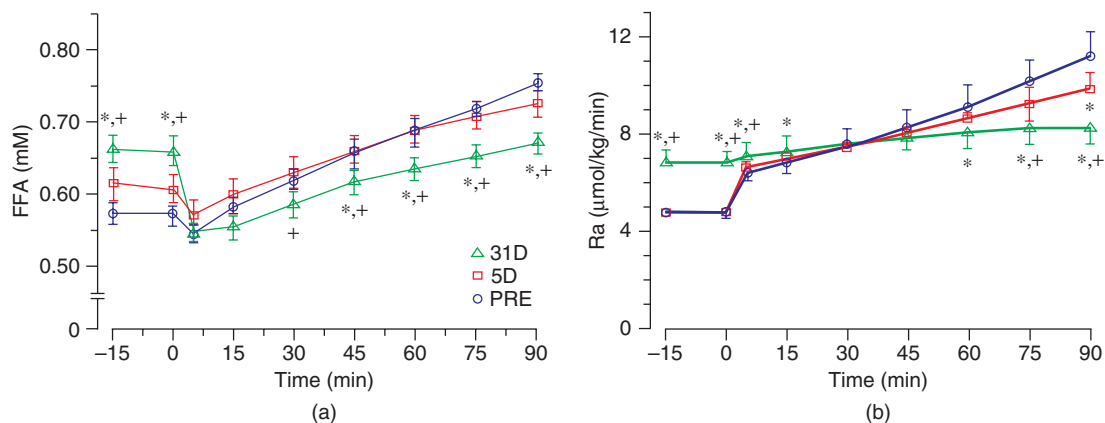 0.80
0.70
0.60
0.50
0
FFA (mM)
*,+
*,+
+
*,+
*,+
*,+
*,+
31D
5D
PRE
–15 0 15 30 45 60 75 90
Time (min)
(a)
12
8
4
0
Ra (μmol/kg/min)
*,+
*,+
*,+
*
*
*,+
*
*,+
–15 0 15 30 45 60 75 90
Time (min)
(b)